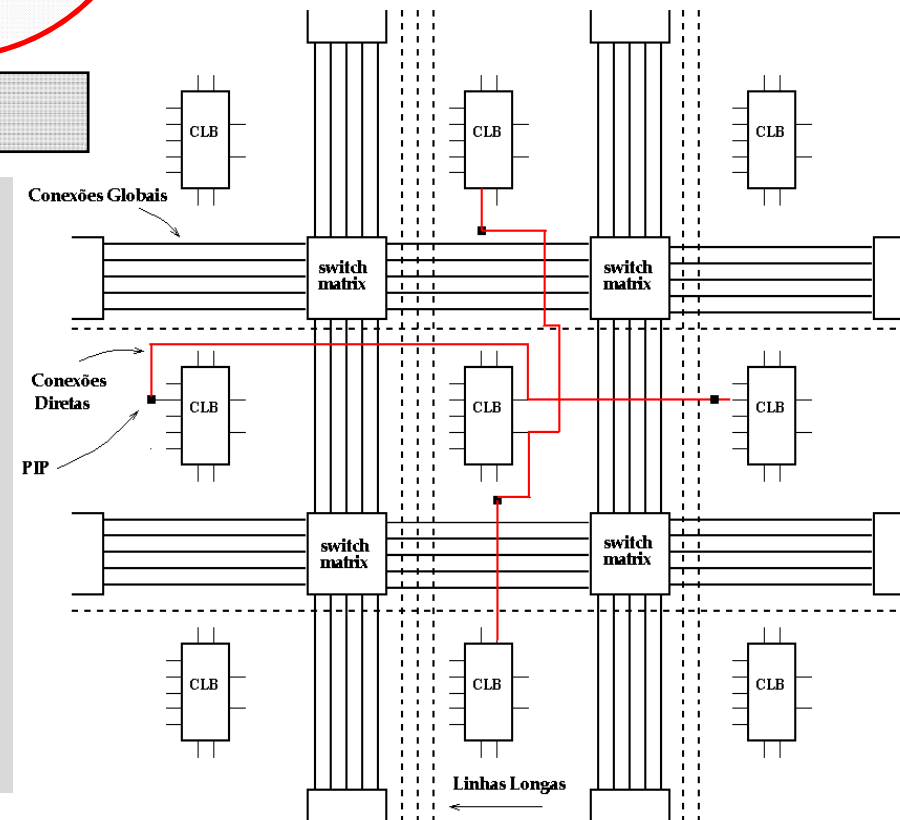 CLB
CLB
CLB
Conexões Globais
switch
matrix
switch
matrix
Conexões
Diretas
CLB
CLB
CLB
PIP
switch
matrix
switch
matrix
CLB
CLB
CLB
Linhas Longas